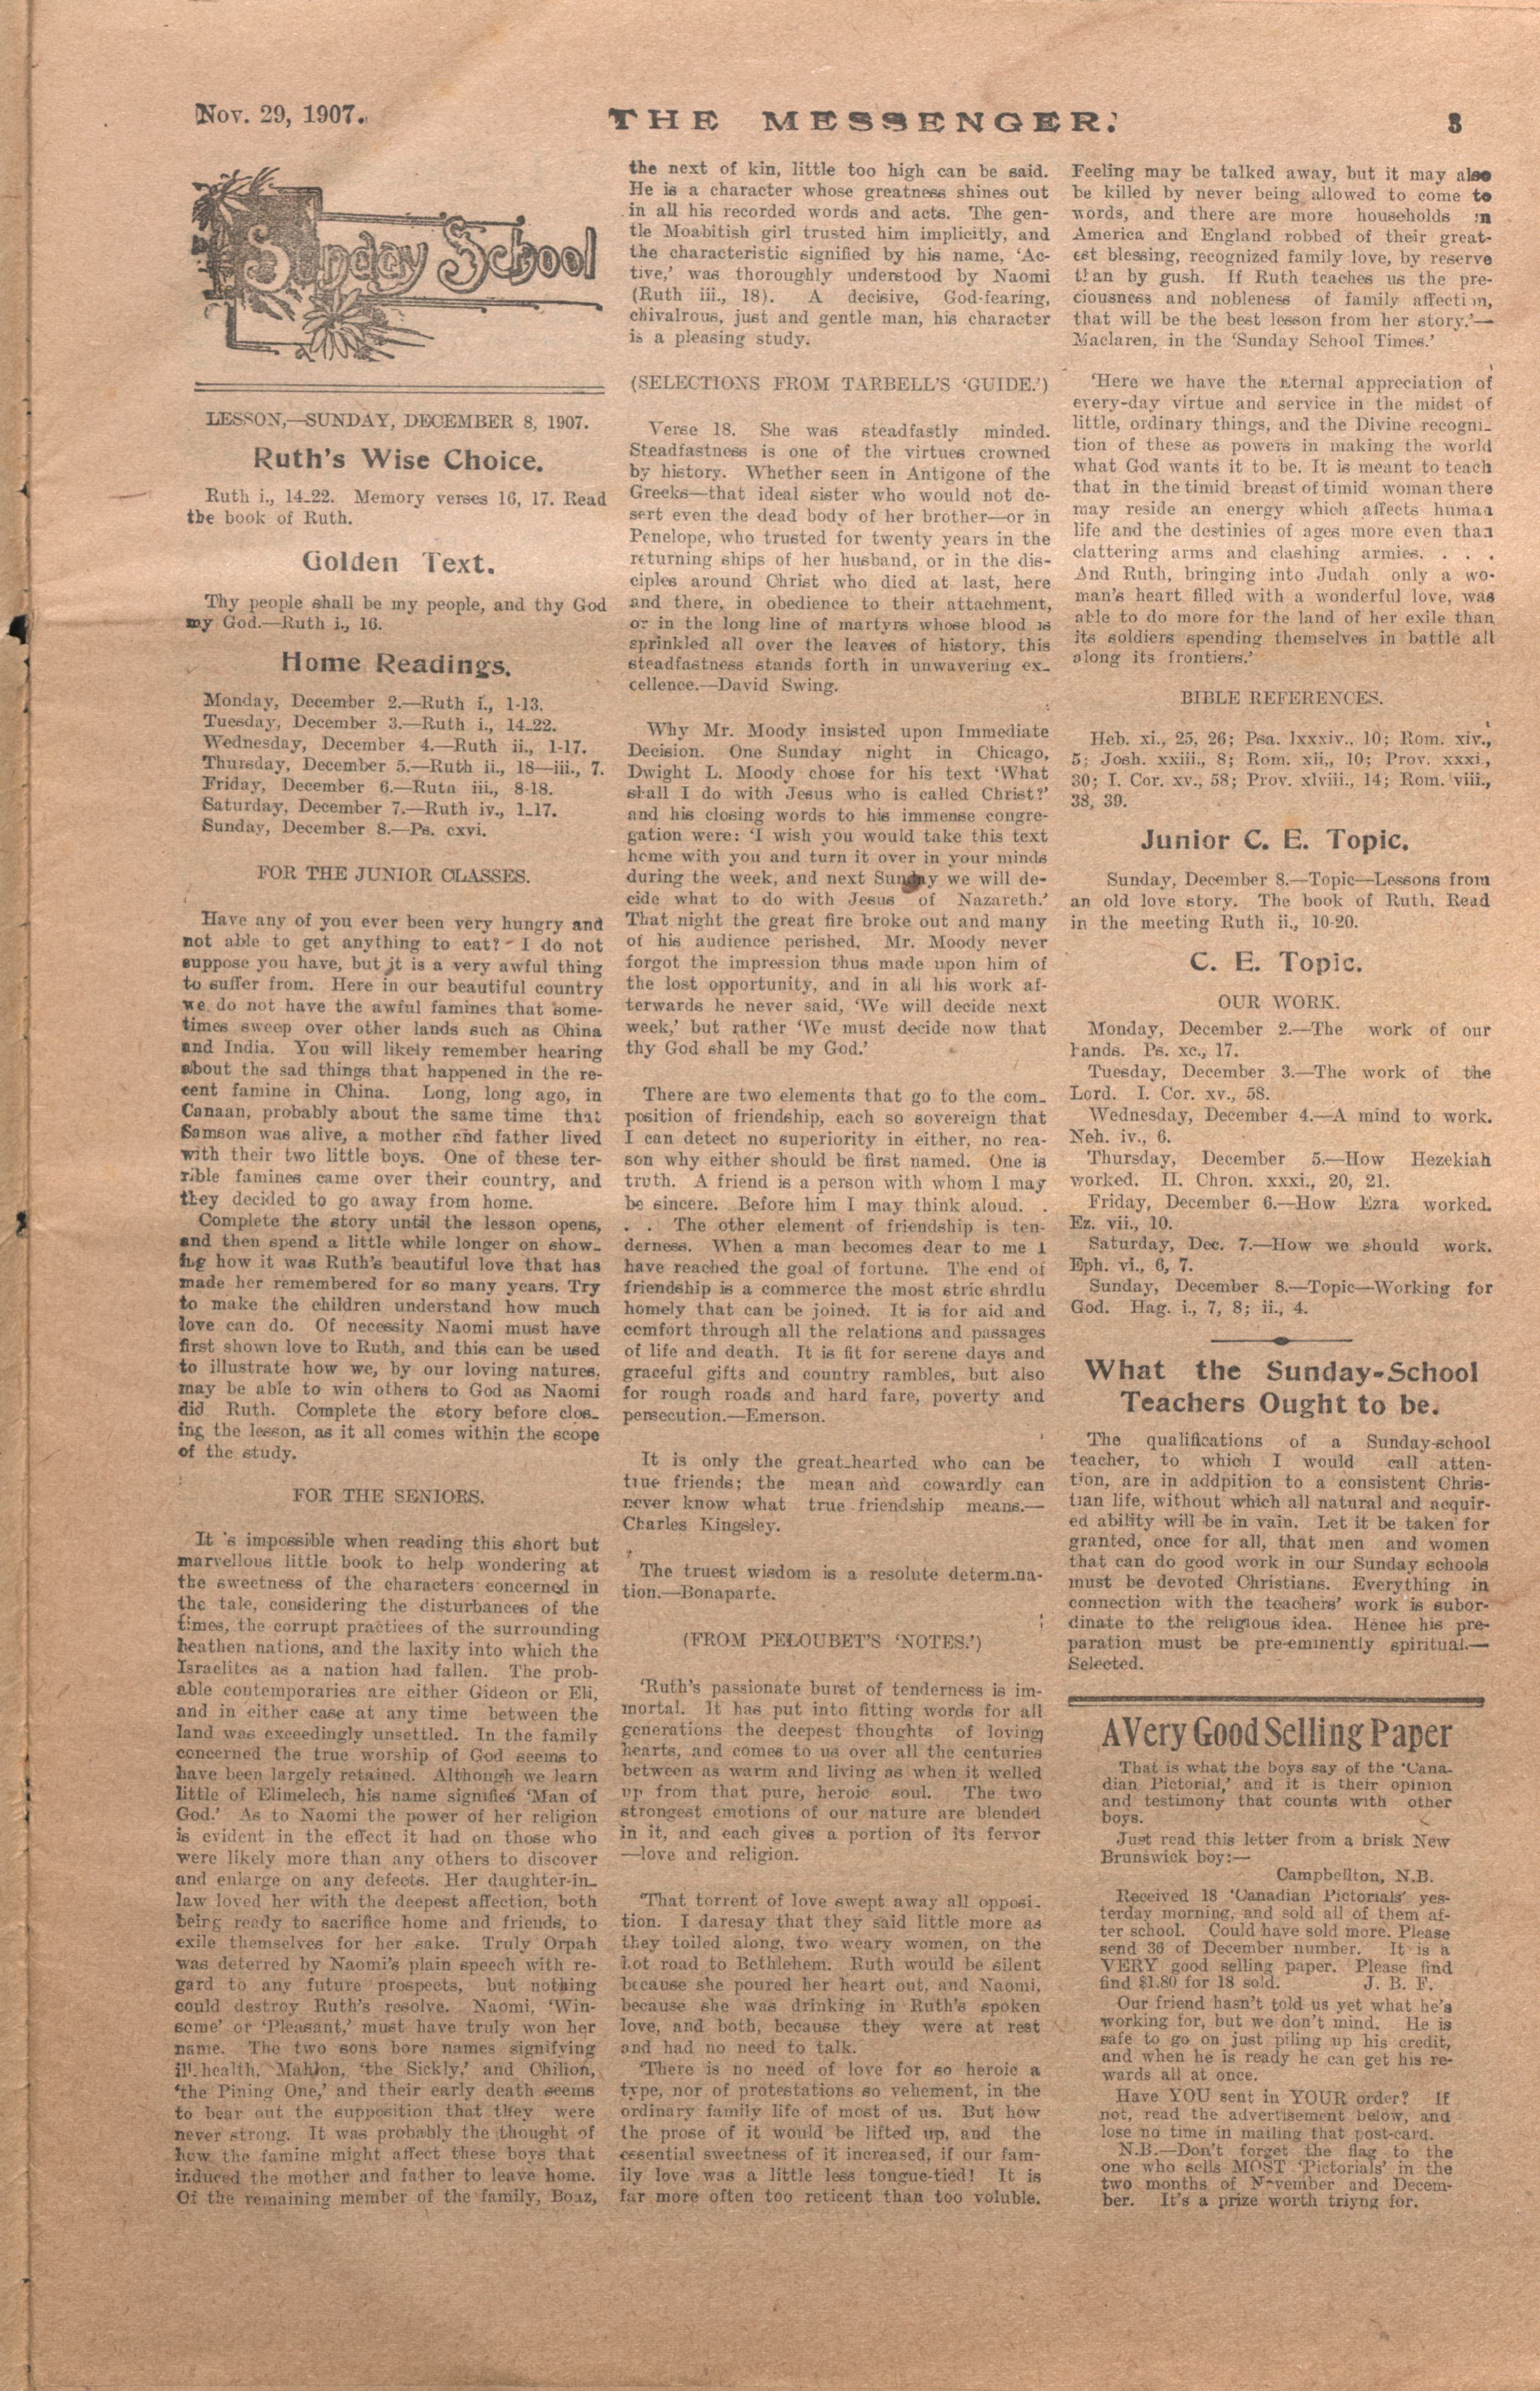 Nov. 29, 1907.
THE MESSENGER.
Sunday School
LESSON,—SUNDAY, DECEMBER 8, 1907.
Ruth's Wise Choice.
Ruth i., 14-22. Memory verses 16, 17. Read
the book of Ruth.
Golden Text.
Thy people shall be my people, and thy God
my God.—Ruth i., 16.
Home Readings.
Monday, December 2.—Ruth i., 1-13.
Tuesday, December 3.—Ruth i., 14-22.
Wednesday, December 4.—Ruth ii., 1-17.
Thursday, December 5.—Ruth ii., 18—iii., 7.
Friday, December 6.—Ruth iii., 8-18.
Saturday, December 7.—Ruth iv., 1-17.
Sunday, December 8.—Ps. cxvi.
FOR THE JUNIOR CLASSES.
Have any of you ever been very hungry and
not able to get anything to eat? I do not
suppose you have, but it is a very awful thing
to suffer from. Here in our beautiful country
we do not have the awful famines that some-
times sweep over other lands such as China
and India. You will likely remember hearing
about the sad things that happened in the re-
cent famine in China. Long, long ago, in
Canaan, probably about the same time that
Samson was alive, a mother and father lived
with their two little boys. One of these ter-
rible famines came over their country, and
they decided to go away from home.
Complete the story until the lesson opens,
and then spend a little while longer on show-
ing how it was Ruth's beautiful love that has
made her remembered for so many years. Try
to make the children understand how much
love can do. Of necessity Naomi must have
first shown love to Ruth, and this can be used
to illustrate how we, by our loving natures,
may be able to win others to God as Naomi
did Ruth. Complete the story before clos-
ing the lesson, as it all comes within the scope
of the study.
FOR THE SENIORS.
It 's impossible when reading this short but
marvellous little book to help wondering at
the sweetness of the characters concerned in
the tale, considering the disturbances of the
times, the corrupt practices of the surrounding
heathen nations, and the laxity into which the
Israelites as a nation had fallen. The prob-
able contemporaries are either Gideon or Eli,
and in either case at any time between the
land was exceedingly unsettled. In the family
concerned the true worship of God seems to
have been largely retained. Although we learn
little of Elimelech, his name signifies 'Man of
God.' As to Naomi the power of her religion
is evident in the effect it had on those who
were likely more than any others to discover
and enlarge on any defects. Her daughter-in-
law loved her with the deepest affection, both
being ready to sacrifice home and friends, to
exile themselves for her sake. Truly Orpah
was deterred by Naomi's plain speech with re-
gard to any future prospects, but nothing
could destroy Ruth's resolve. Naomi, 'Win-
some' or 'Pleasant,' must have truly won her
name. The two sons bore names signifying
ill health, Mahlon, 'the Sickly,' and Chilion,
'the Pining One,' and their early death seems
to bear out the supposition that they were
never strong. It was probably the thought of
how the famine might affect these boys that
induced the mother and father to leave home.
Of the remaining member of the family, Boaz,
the next of kin, little too high can be said.
He is a character whose greatness shines out
in all his recorded words and acts. The gen-
tle Moabitish girl trusted him implicitly, and
the characteristic signified by his name, 'Ac-
tive,' was thoroughly understood by Naomi
(Ruth iii., 18). A decisive, God-fearing,
chivalrous, just and gentle man, his character
is a pleasing study.
(SELECTIONS FROM TARBELL'S 'GUIDE.')
Verse 18. She was steadfastly minded.
Steadfastness is one of the virtues crowned
by history. Whether seen in Antigone of the
Greeks—that ideal sister who would not de-
sert even the dead body of her brother—or in
Penelope, who trusted for twenty years in the
returning ships of her husband, or in the dis-
ciples around Christ who died at last, here
and there, in obedience to their attachment,
or in the long line of martyrs whose blood is
sprinkled all over the leaves of history, this
steadfastness stands forth in unwavering ex-
cellence.—David Swing.
Why Mr. Moody insisted upon Immediate
Decision. One Sunday night in Chicago,
Dwight L. Moody chose for his text 'What
shall I do with Jesus who is called Christ?'
and his closing words to his immense congre-
gation were: 'I wish you would take this text
home with you and turn it over in your minds
during the week, and next Sunday we will de-
cide what to do with Jesus of Nazareth.'
That night the great fire broke out and many
of his audience perished. Mr. Moody never
forgot the impression thus made upon him of
the lost opportunity, and in all his work af-
terwards he never said, 'We will decide next
week,' but rather 'We must decide now that
thy God shall be my God.'
There are two elements that go to the com-
position of friendship, each so sovereign that
I can detect no superiority in either, no rea-
son why either should be first named. One is
truth. A friend is a person with whom I may
be sincere. Before him I may think aloud. .
. . The other element of friendship is ten-
derness. When a man becomes dear to me I
have reached the goal of fortune. The end of
friendship is a commerce the most stric shrdlu
homely that can be joined. It is for aid and
comfort through all the relations and passages
of life and death. It is fit for serene days and
graceful gifts and country rambles, but also
for rough roads and hard fare, poverty and
persecution.—Emerson.
It is only the great-hearted who can be
true friends; the mean and cowardly can
never know what true friendship means.—
Charles Kingsley.
The truest wisdom is a resolute determina-
tion.—Bonaparte.
(FROM PELOUBET'S 'NOTES.')
'Ruth's passionate burst of tenderness is im-
mortal. It has put into fitting words for all
generations the deepest thoughts of loving
hearts, and comes to us over all the centuries
between as warm and living as when it welled
up from that pure, heroic soul. The two
strongest emotions of our nature are blended
in it, and each gives a portion of its fervor
—love and religion.
'That torrent of love swept away all opposi-
tion. I daresay that they said little more as
they toiled along, two weary women, on the
hot road to Bethlehem. Ruth would be silent
because she poured her heart out, and Naomi,
because she was drinking in Ruth's spoken
love, and both, because they were at rest
and had no need to talk.
'There is no need of love for so heroic a
type, nor of protestations so vehement, in the
ordinary family life of most of us. But how
the prose of it would be lifted up, and the
essential sweetness of it increased, if our fam-
ily love was a little less tongue-tied! It is
far more often too reticent than too voluble.
Feeling may be talked away, but it may also
be killed by never being allowed to come to
words, and there are more households in
America and England robbed of their great-
est blessing, recognized family love, by reserve
than by gush. If Ruth teaches us the pre-
ciousness and nobleness of family affection,
that will be the best lesson from her story.'—
Maclaren, in the 'Sunday School Times.'
'Here we have the Eternal appreciation of
every-day virtue and service in the midst of
little, ordinary things, and the Divine recogni-
tion of these as powers in making the world
what God wants it to be. It is meant to teach
that in the timid breast of timid woman there
may reside an energy which affects human
life and the destinies of ages more even than
clattering arms and clashing armies. . . .
And Ruth, bringing into Judah only a wo-
man's heart filled with a wonderful love, was
able to do more for the land of her exile than
its soldiers spending themselves in battle all
along its frontiers.'
BIBLE REFERENCES.
Heb. xi., 25, 26; Psa. lxxxiv., 10; Rom. xiv.,
5; Josh. xxiii., 8; Rom. xii., 10; Prov. xxxi.,
30; I. Cor. xv., 58; Prov. xlviii., 14; Rom. viii.,
38, 39.
Junior C. E. Topic.
Sunday, December 8.—Topic—Lessons from
an old love story. The book of Ruth. Read
in the meeting Ruth ii., 10-20.
C. E. Topic.
OUR WORK.
Monday, December 2.—The work of our
hands. Ps. xc., 17.
Tuesday, December 3.—The work of the
Lord. I. Cor. xv., 58.
Wednesday, December 4.—A mind to work.
Neh. iv., 6.
Thursday, December 5.—How Hezekiah
worked. II. Chron. xxxi., 20, 21.
Friday, December 6.—How Ezra worked.
Ez. vii., 10.
Saturday, Dec. 7.—How we should work.
Eph. vi., 6, 7.
Sunday, December 8.—Topic—Working for
God. Hag. i., 7, 8; ii., 4.
What the Sunday-School
Teachers Ought to be.
The qualifications of a Sunday-school
teacher, to which I would call atten-
tion, are in addpition to a consistent Chris-
tian life, without which all natural and acquir-
ed ability will be in vain. Let it be taken for
granted, once for all, that men and women
that can do good work in our Sunday schools
must be devoted Christians. Everything in
connection with the teachers' work is subor-
dinate to the religious idea. Hence his pre-
paration must be pre-eminently spiritual.—
Selected.
A Very Good Selling Paper
That is what the boys say of the 'Cana-
dian Pictorial,' and it is their opinion
and testimony that counts with other
boys.
Just read this letter from a brisk New
Brunswick boy:—
Campbellton, N.B.
Received 18 'Canadian Pictorials' yes-
terday morning, and sold all of them af-
ter school. Could have sold more. Please
send 36 of December number. It is a
VERY good selling paper. Please find
find $1.80 for 18 sold. J. B. F.
Our friend hasn't told us yet what he's
working for, but we don't mind. He is
safe to go on just piling up his credit,
and when he is ready he can get his re-
wards all at once.
Have YOU sent in YOUR order? If
not, read the advertisement below, and
lose no time in mailing that post-card.
N.B.—Don't forget the flag to the
one who sells MOST 'Pictorials' in the
two months of November and Decem-
ber. It's a prize worth triyng for.